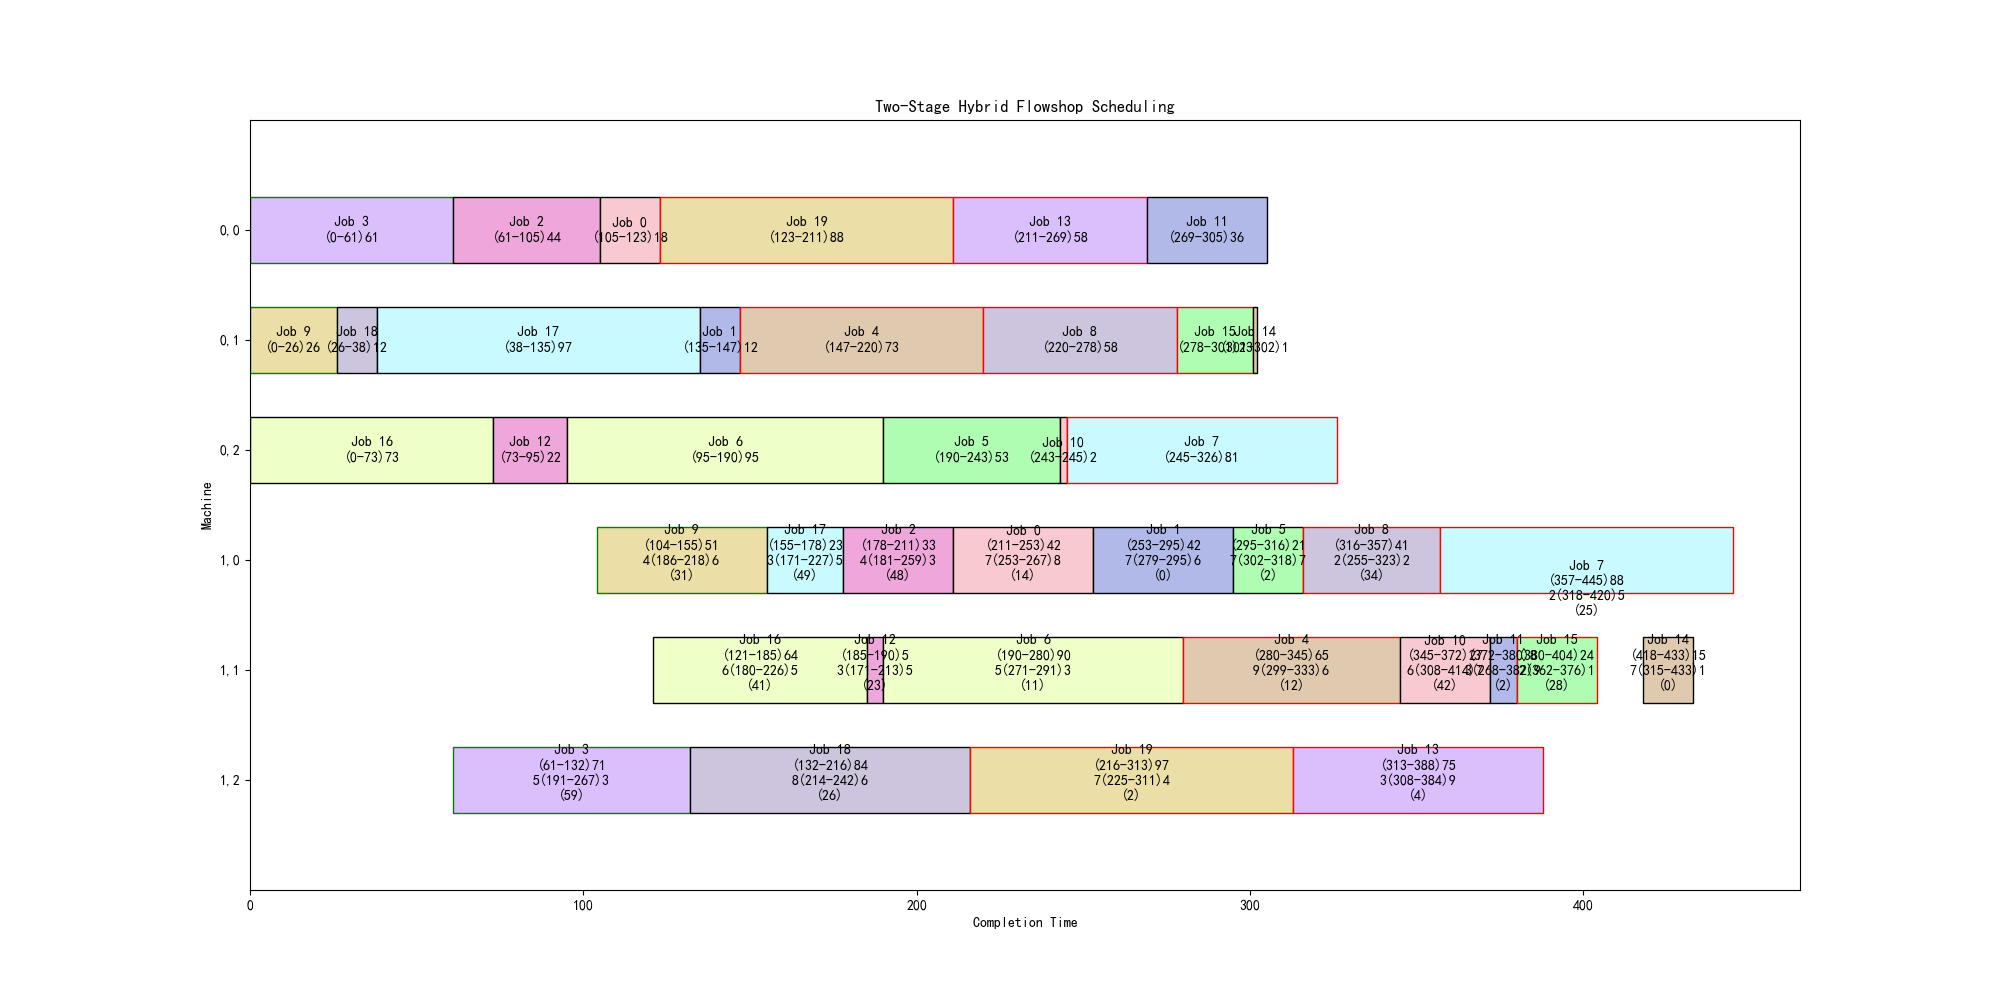 Two-Stage Hybrid Flowshop Scheduling
Machine
0,0
Job 3
(0-61)61
Job 2
(61-105)44
Job 0
(105-123)18
Job 19
(123-211)88
Job 13
(211-269)58
Job 11
(269-305)36
0,1
Job 9
(0-26)26
Job 18
(26-38)12
Job 17
(38-135)97
Job 1
(135-147)12
Job 4
(147-220)73
Job 8
(220-278)58
Job 15
(278-301)23
Job 14
(301-302)1
0,2
Job 16
(0-73)73
Job 12
(73-95)22
Job 6
(95-190)95
Job 5
(190-243)53
Job 10
(243-245)2
Job 7
(245-326)81
1,0
Job 9
(104-155)51
4(186-218)6
(31)
Job 17
(155-178)23
3(171-227)5
(49)
Job 2
(178-211)33
4(181-259)3
(48)
Job 0
(211-253)42
7(253-267)8
(14)
Job 1
(253-295)42
7(279-295)6
(0)
Job 5
(295-316)21
7(302-318)7
(2)
Job 8
(316-357)41
2(255-323)2
(34)
Job 7
(357-445)88
2(318-420)5
(25)
1,1
Job 16
(121-185)64
6(180-226)5
(41)
Job 12
(185-190)5
3(171-213)5
(23)
Job 6
(190-280)90
5(271-291)3
(11)
Job 4
(280-345)65
9(299-333)6
(12)
Job 10
(345-372)27
(42)
Job 11
(372-380)8
(2)
Job 15
(380-404)24
(28)
Job 14
(418-433)15
7(315-433)1
(0)
1,2
Job 3
(61-132)71
5(191-267)3
(59)
Job 18
(132-216)84
8(214-242)6
(26)
Job 19
(216-313)97
7(225-311)4
(2)
Job 13
(313-388)75
3(308-384)9
(4)
0
100
200
300
400
Completion Time